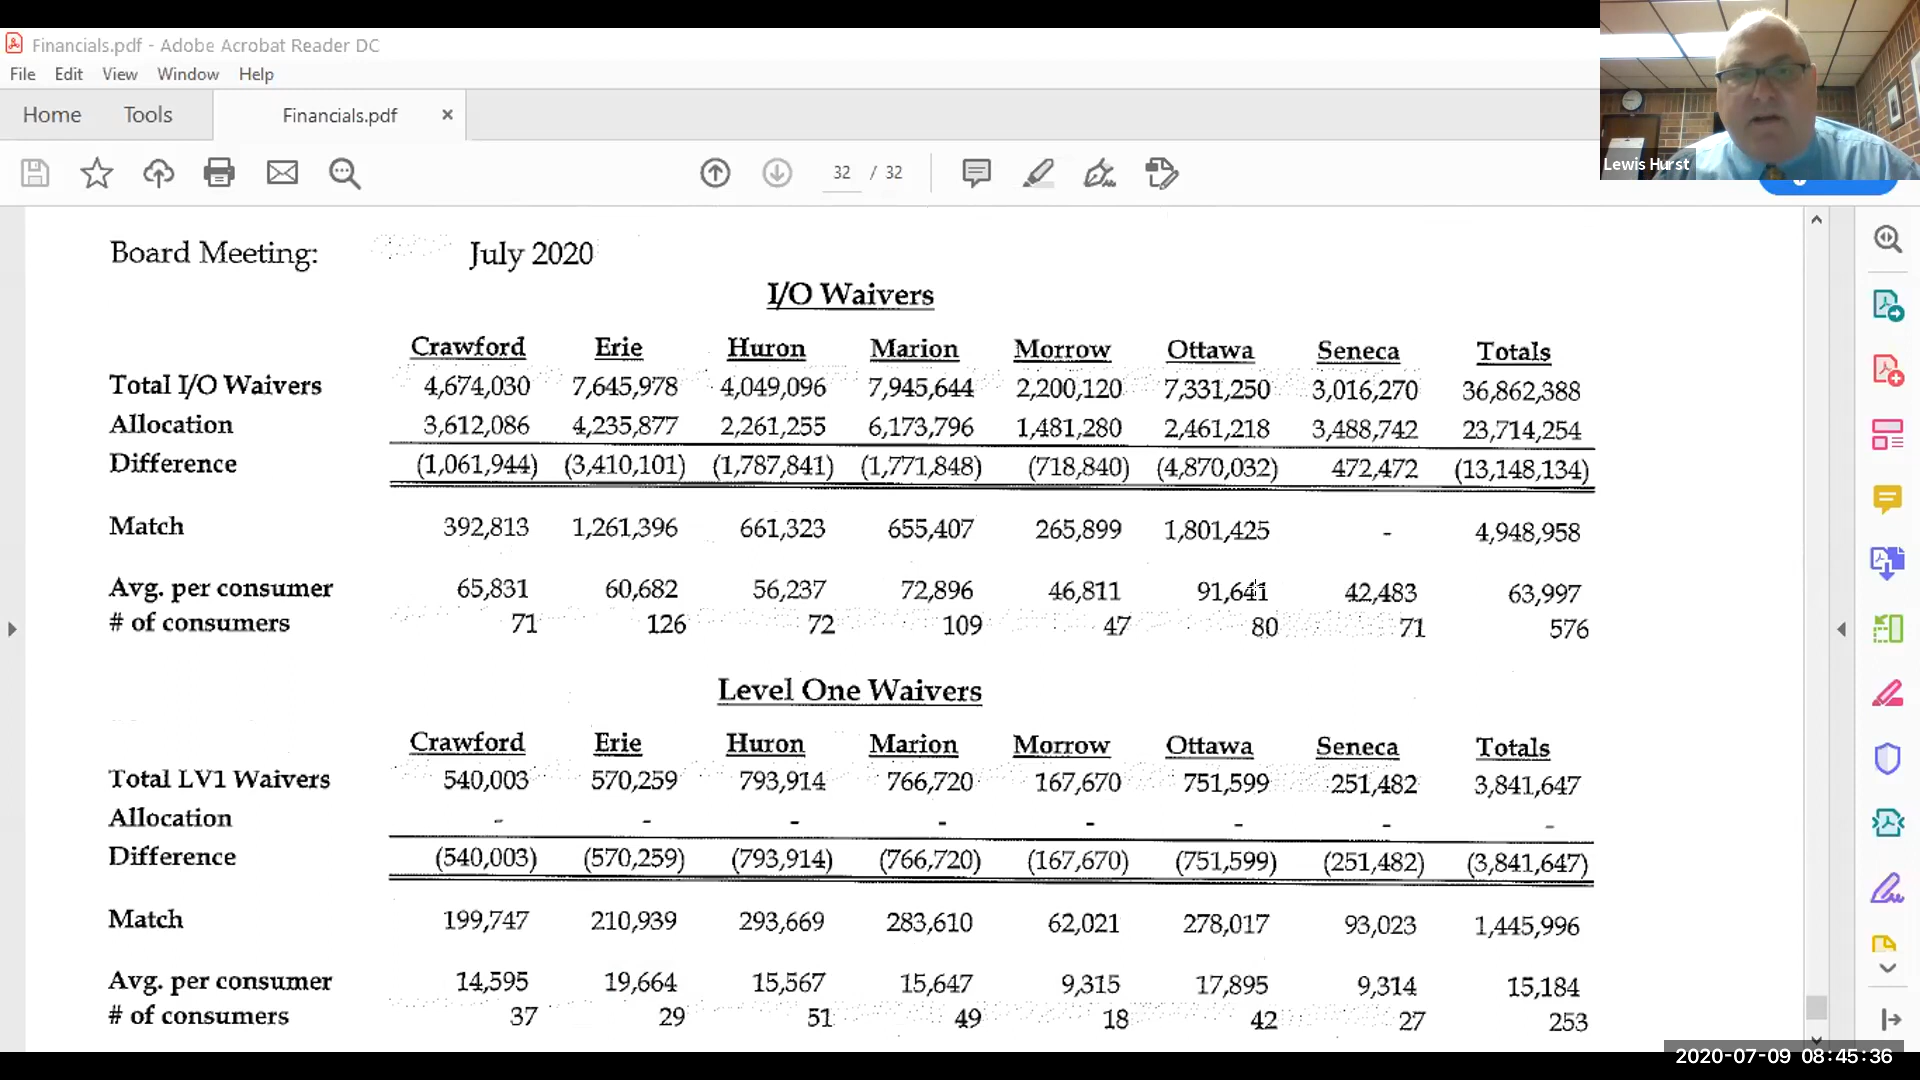 Financials.pdf - Adobe Acrobat Reader DC
File Edit View Window Help
Home Tools Financials.pdf ×
32 / 32
Lewis Hurst
Board Meeting: July 2020
I/O Waivers
Crawford Erie Huron Marion Morrow Ottawa Seneca Totals
Total I/O Waivers 4,674,030 7,645,978 4,049,096 7,945,644 2,200,120 7,331,250 3,016,270 36,862,388
Allocation 3,612,086 4,235,877 2,261,255 6,173,796 1,481,280 2,461,218 3,488,742 23,714,254
Difference (1,061,944) (3,410,101) (1,787,841) (1,771,848) (718,840) (4,870,032) 472,472 (13,148,134)
Match 392,813 1,261,396 661,323 655,407 265,899 1,801,425 - 4,948,958
Avg. per consumer 65,831 60,682 56,237 72,896 46,811 91,641 42,483 63,997
# of consumers 71 126 72 109 47 80 71 576
Level One Waivers
Crawford Erie Huron Marion Morrow Ottawa Seneca Totals
Total LV1 Waivers 540,003 570,259 793,914 766,720 167,670 751,599 251,482 3,841,647
Allocation - - - - - - - -
Difference (540,003) (570,259) (793,914) (766,720) (167,670) (751,599) (251,482) (3,841,647)
Match 199,747 210,939 293,669 283,610 62,021 278,017 93,023 1,445,996
Avg. per consumer 14,595 19,664 15,567 15,647 9,315 17,895 9,314 15,184
# of consumers 37 29 51 49 18 42 27 253
2020-07-09 08:45:36